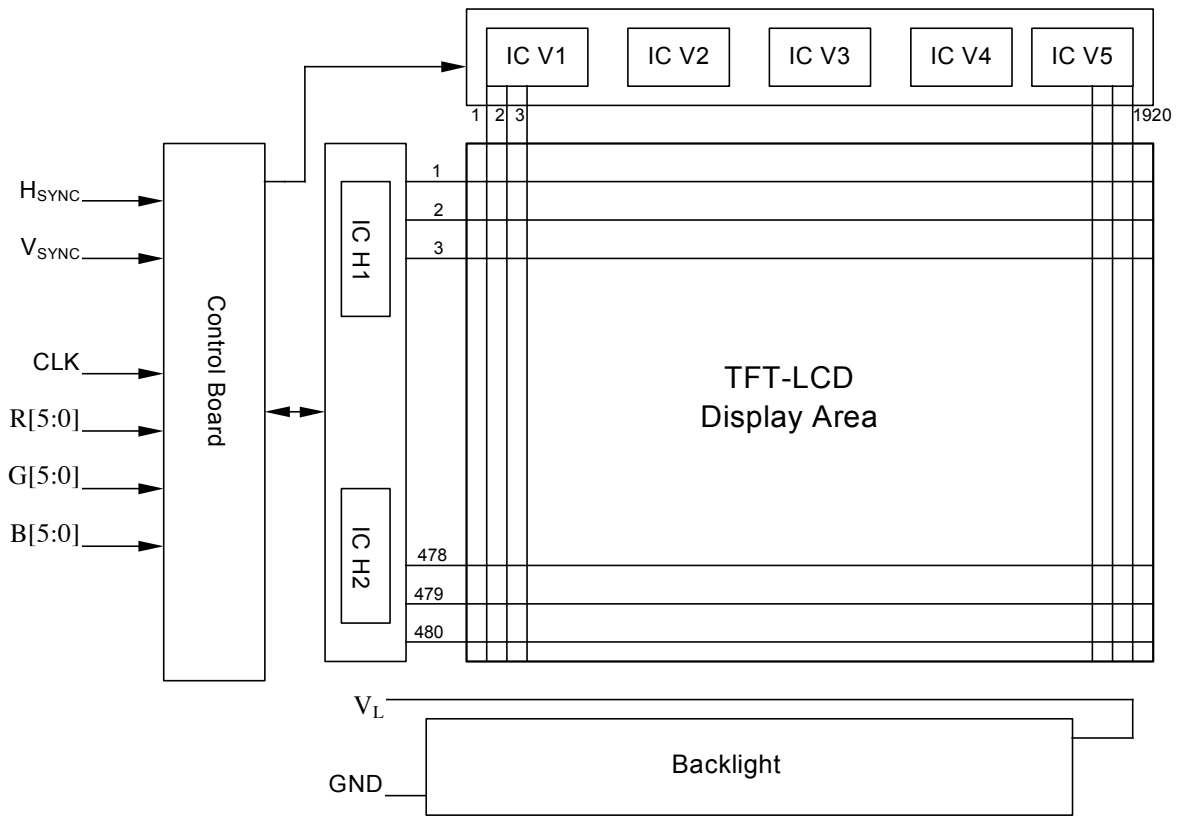 IC V1 IC V2 IC V3 IC V4 IC V5
1 2 3 1920
HSYNC
VSYNC
CLK
R[5:0]
G[5:0]
B[5:0]
Control Board
IC H1
IC H2
1
2
3
478
479
480
TFT-LCD
Display Area
VL
GND
Backlight